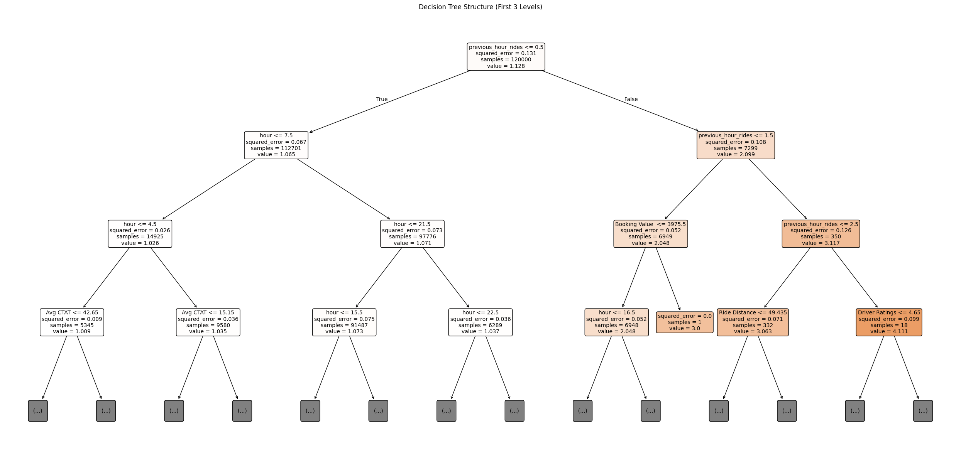 Decision Tree Structure (First 3 Levels)
previous_hour_rides <= 0.5
squared_error = 0.131
samples = 120000
value = 1.128
True
False
hour <= 7.5
squared_error = 0.067
samples = 112701
value = 1.065
previous_hour_rides <= 1.5
squared_error = 0.106
samples = 7299
value = 2.099
hour <= 4.5
squared_error = 0.026
samples = 14925
value = 1.026
hour <= 21.5
squared_error = 0.073
samples = 97776
value = 1.071
Booking Value <= 3975.5
squared_error = 0.052
samples = 6949
value = 2.048
previous_hour_rides <= 2.5
squared_error = 0.126
samples = 350
value = 3.117
Avg CTAT <= 42.65
squared_error = 0.009
samples = 5345
value = 1.009
Avg CTAT <= 15.15
squared_error = 0.036
samples = 9580
value = 1.035
hour <= 15.5
squared_error = 0.075
samples = 91487
value = 1.073
hour <= 22.5
squared_error = 0.036
samples = 6289
value = 1.037
hour <= 16.5
squared_error = 0.052
samples = 6948
value = 2.048
squared_error = 0.0
samples = 1
value = 3.0
Ride Distance <= 49.435
squared_error = 0.071
samples = 332
value = 3.063
Driver Ratings <= 4.65
squared_error = 0.099
samples = 18
value = 4.111
(...)
(...)
(...)
(...)
(...)
(...)
(...)
(...)
(...)
(...)
(...)
(...)
(...)
(...)